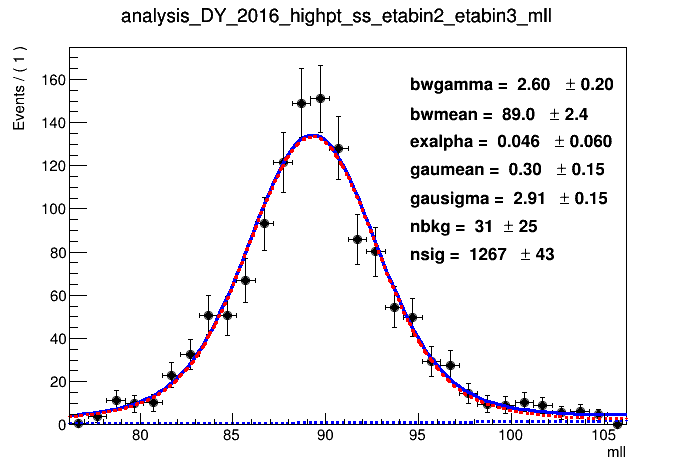 analysis_DY_2016_highpt_ss_etabin2_etabin3_mll
Events / ( 1 )
160
140
120
100
80
60
40
20
0
bwgamma = 2.60 ± 0.20
bwmean = 89.0 ± 2.4
exalpha = 0.046 ± 0.060
gaumean = 0.30 ± 0.15
gausigma = 2.91 ± 0.15
nbkg = 31 ± 25
nsig = 1267 ± 43
80 85 90 95 100 105
mll